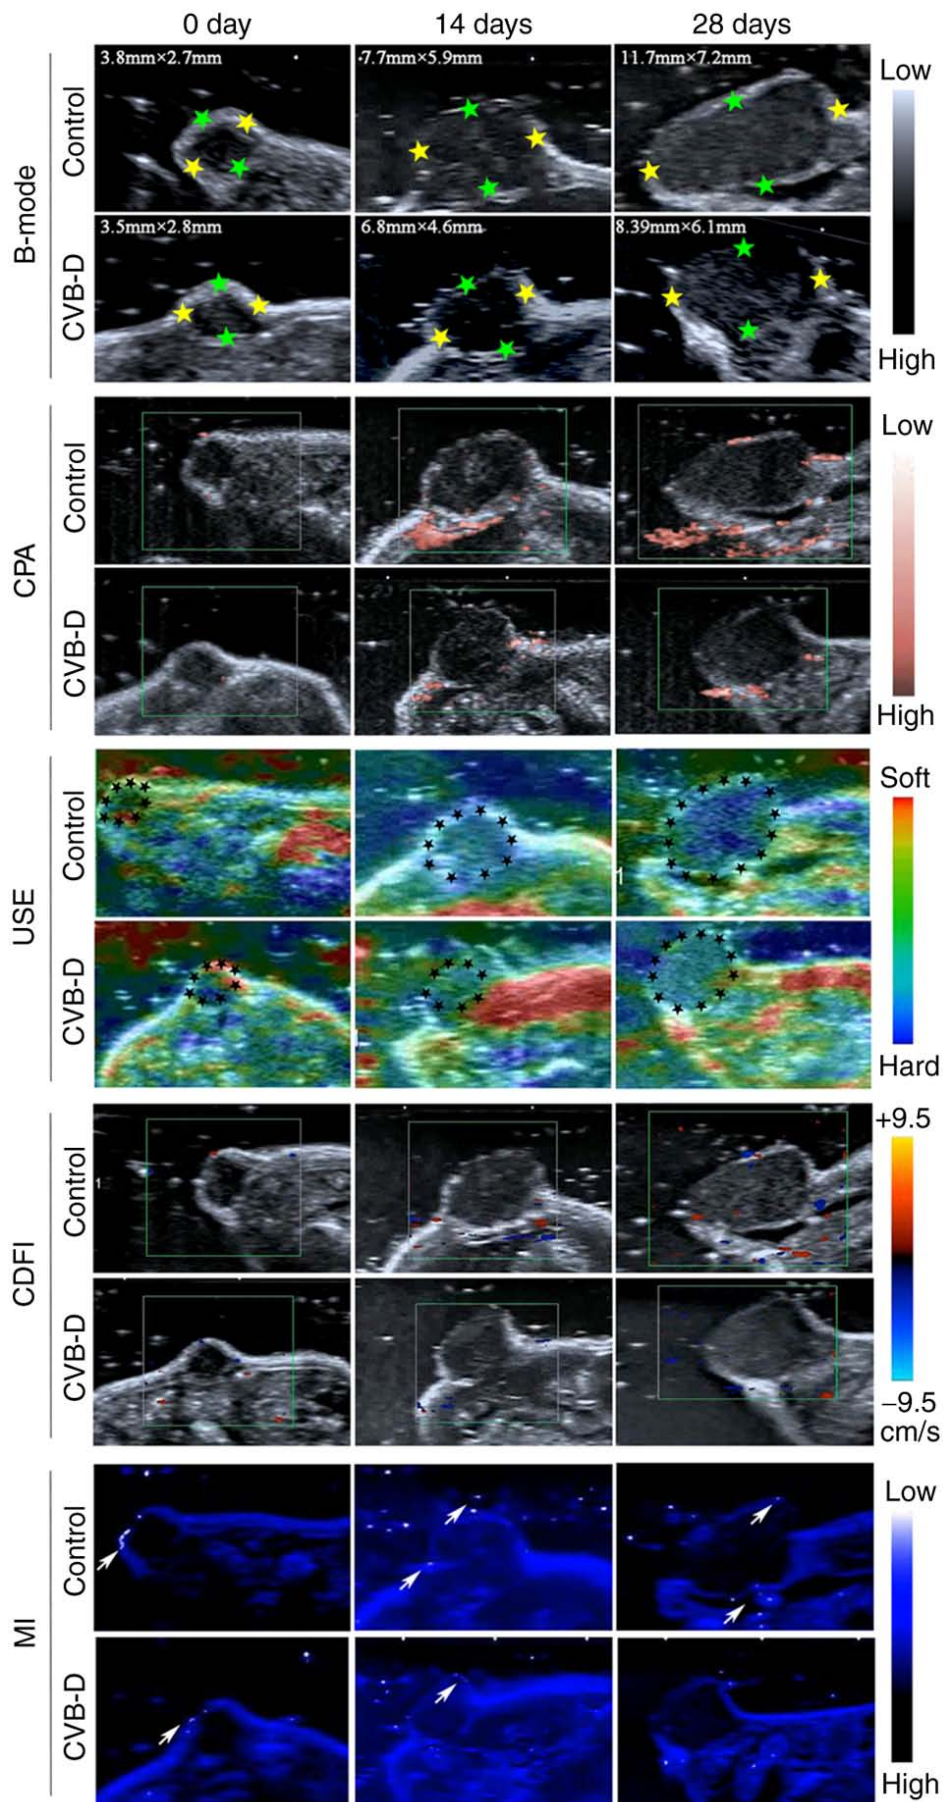 0 day 14 days 28 days
B-mode
Control
3.8mm×2.7mm 7.7mm×5.9mm 11.7mm×7.2mm
Low
CVB-D
3.5mm×2.8mm 6.8mm×4.6mm 8.39mm×6.1mm
High
CPA
Control
Low
CVB-D
High
USE
Control
Soft
1
CVB-D
Hard
CDFI
Control
+9.5
1
CVB-D
−9.5
cm/s
MI
Control
Low
CVB-D
High